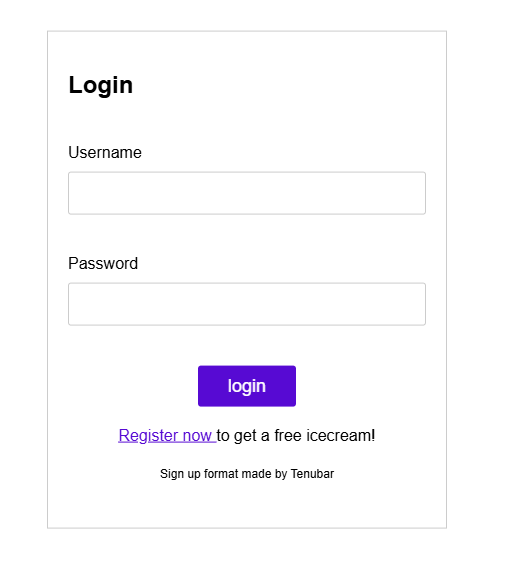 Login
Username
Password
login
Register now to get a free icecream!
Sign up format made by Tenubar